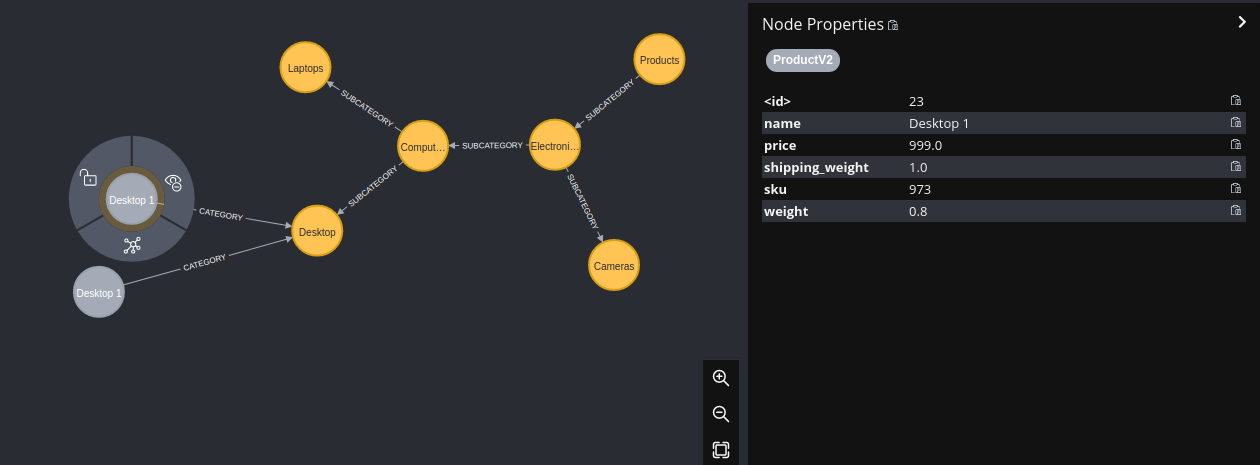 Products
Laptops
SUBCATEGORY
SUBCATEGORY
Comput...
SUBCATEGORY
Electroni...
SUBCATEGORY
SUBCATEGORY
Desktop 1
CATEGORY
Desktop
Cameras
CATEGORY
Desktop 1
Node Properties
ProductV2
<id> 23
name Desktop 1
price 999.0
shipping_weight 1.0
sku 973
weight 0.8